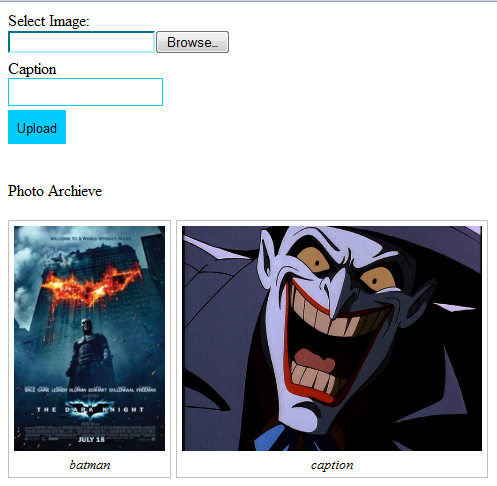 Select Image:
Browse...
Caption
Upload
Photo Archieve
WELCOME TO A WORLD WITHOUT RULES.
BALE CAINE LEDGER OLDMAN ECKHART GYLLENHAAL FREEMAN
THE DARK KNIGHT
JULY 18
batman
caption